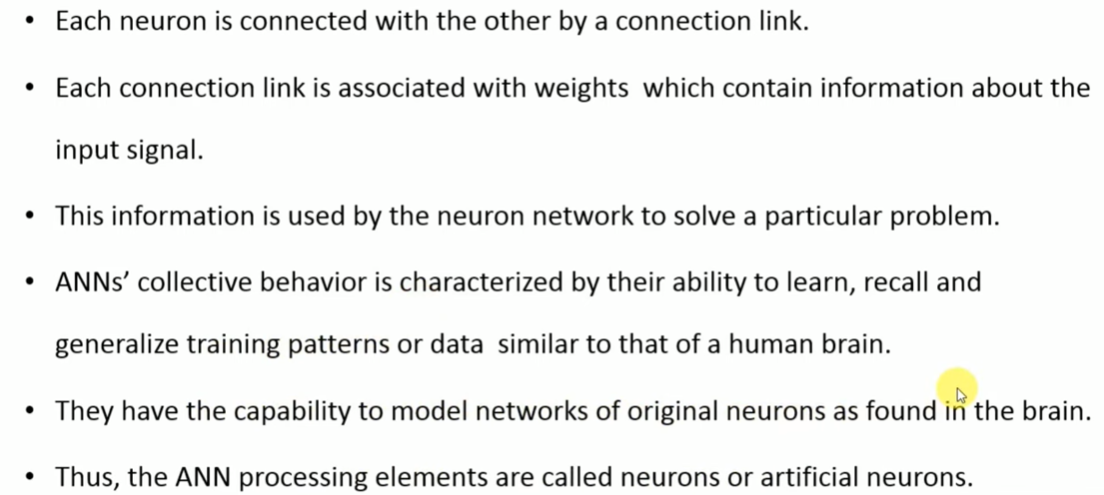 • Each neuron is connected with the other by a connection link.
• Each connection link is associated with weights which contain information about the
input signal.
• This information is used by the neuron network to solve a particular problem.
• ANNs’ collective behavior is characterized by their ability to learn, recall and
generalize training patterns or data similar to that of a human brain.
• They have the capability to model networks of original neurons as found in the brain.
• Thus, the ANN processing elements are called neurons or artificial neurons.